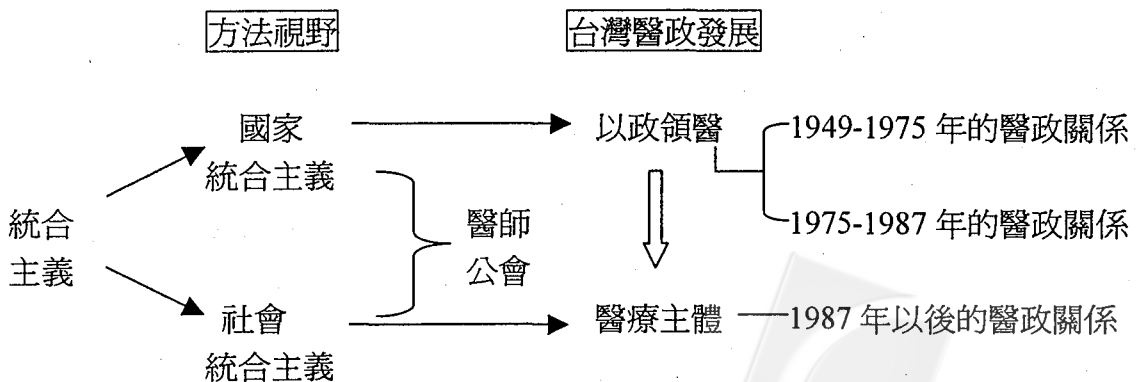 方法視野
台灣醫政發展
國家
統合主義
以政領醫
1949-1975 年的醫政關係
統合
主義
醫師
公會
1975-1987 年的醫政關係
社會
統合主義
醫療主體
1987 年以後的醫政關係